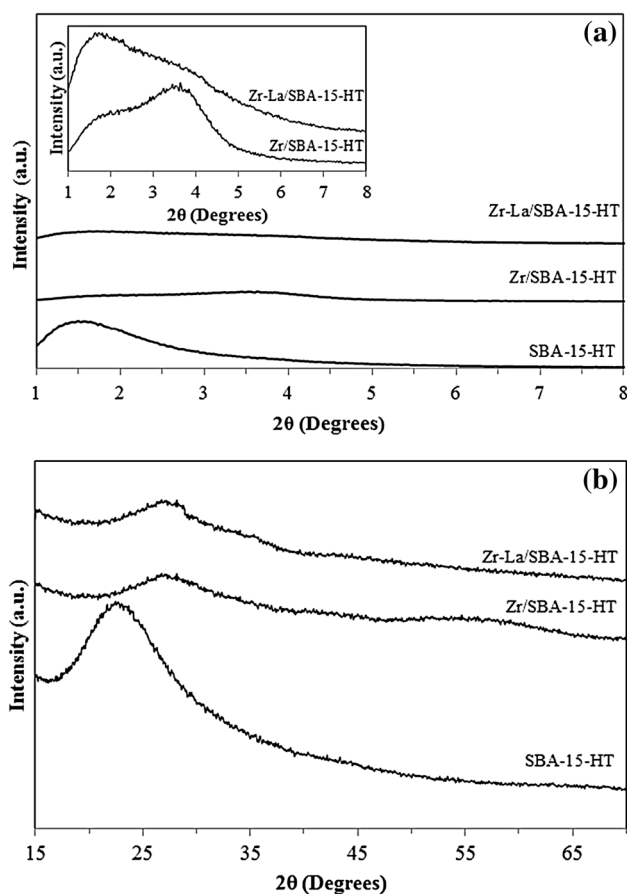 (a)
Intensity (a.u.)
Zr-La/SBA-15-HT
Zr/SBA-15-HT
1 2 3 4 5 6 7 8
2θ (Degrees)
Intensity (a.u.)
Zr-La/SBA-15-HT
Zr/SBA-15-HT
SBA-15-HT
1 2 3 4 5 6 7 8
2θ (Degrees)
(b)
Intensity (a.u.)
Zr-La/SBA-15-HT
Zr/SBA-15-HT
SBA-15-HT
15 25 35 45 55 65
2θ (Degrees)